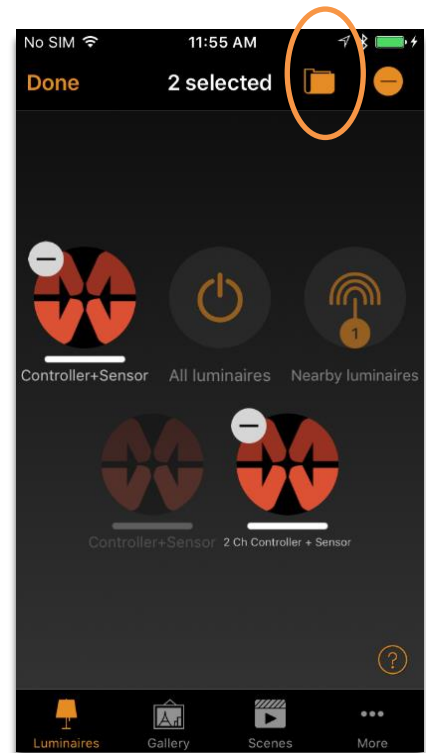 No SIM 11:55 AM
Done 2 selected
Controller+Sensor All luminaires Nearby luminaires
1
Controller+Sensor 2 Ch Controller + Sensor
?
Luminaires Gallery Scenes More